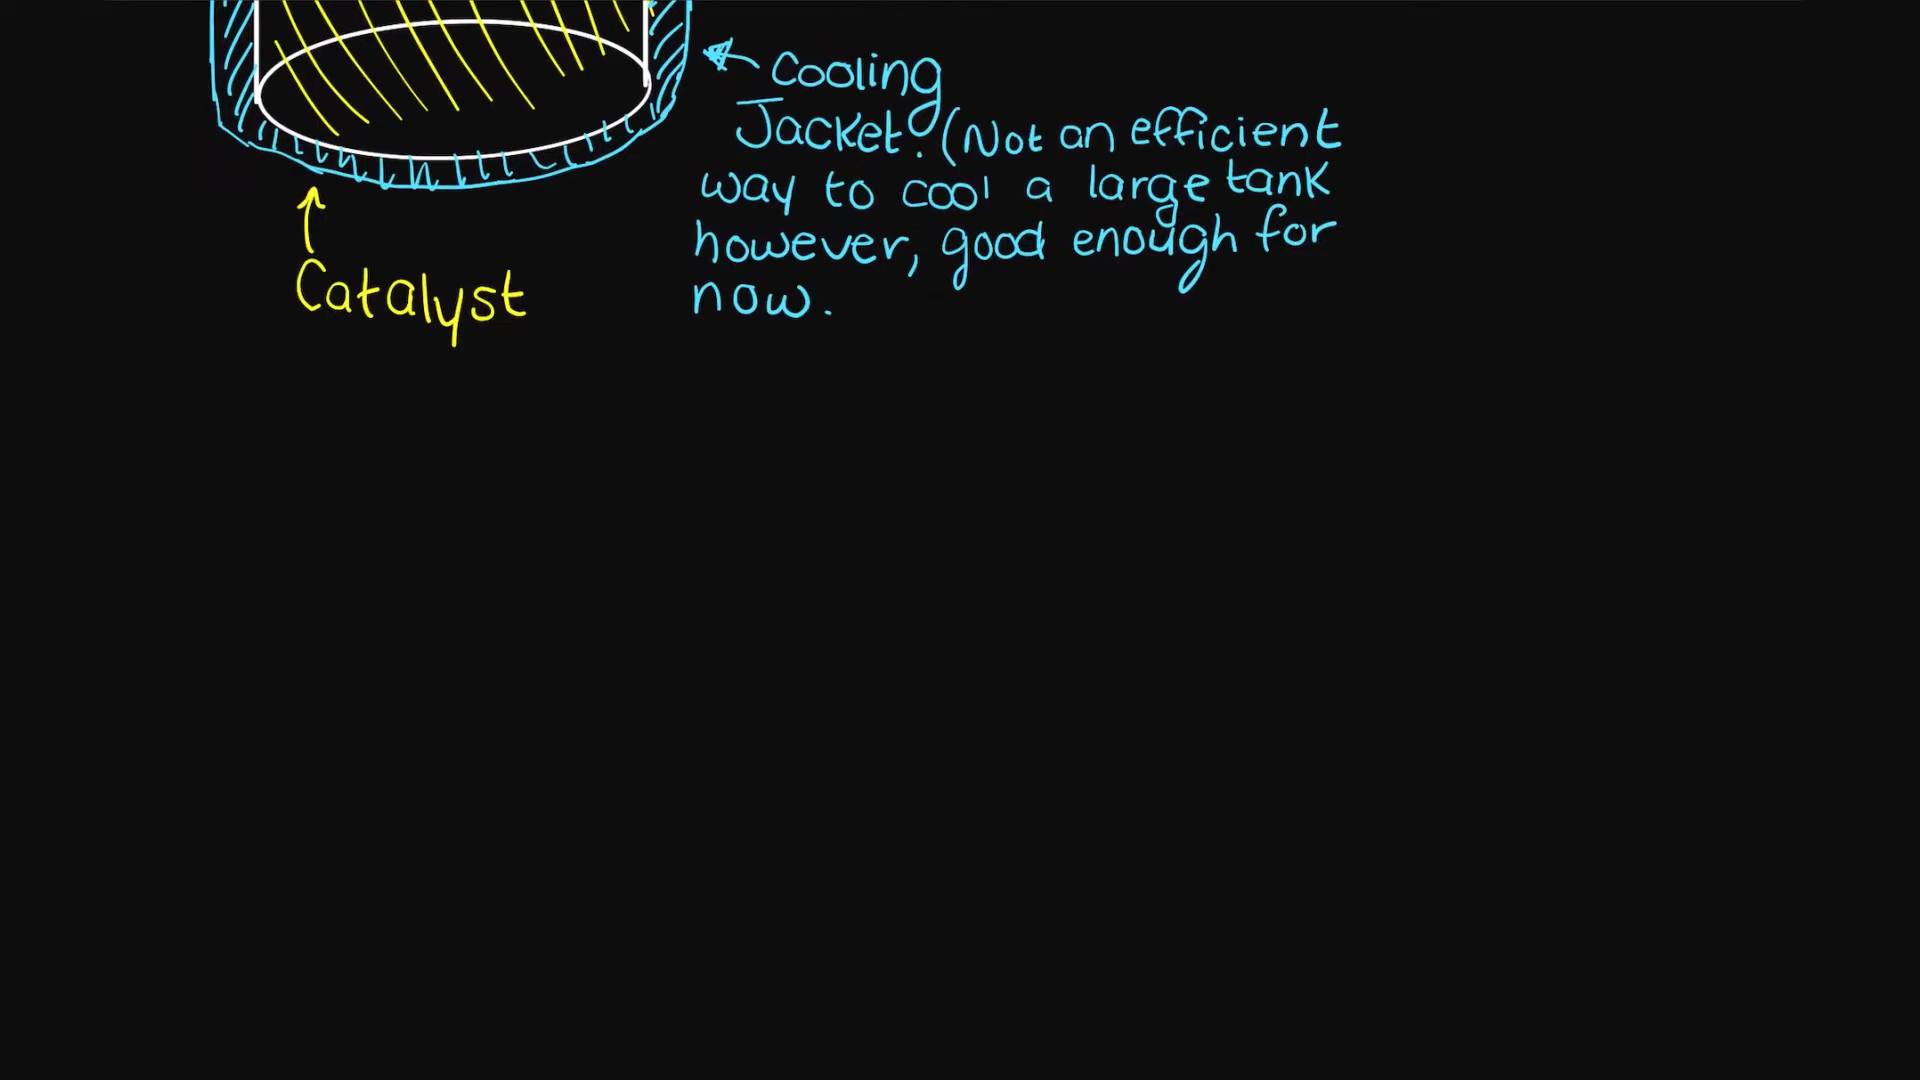 Cooling
Jacket. (Not an efficient
way to cool a large tank
however, good enough for
now.
Catalyst